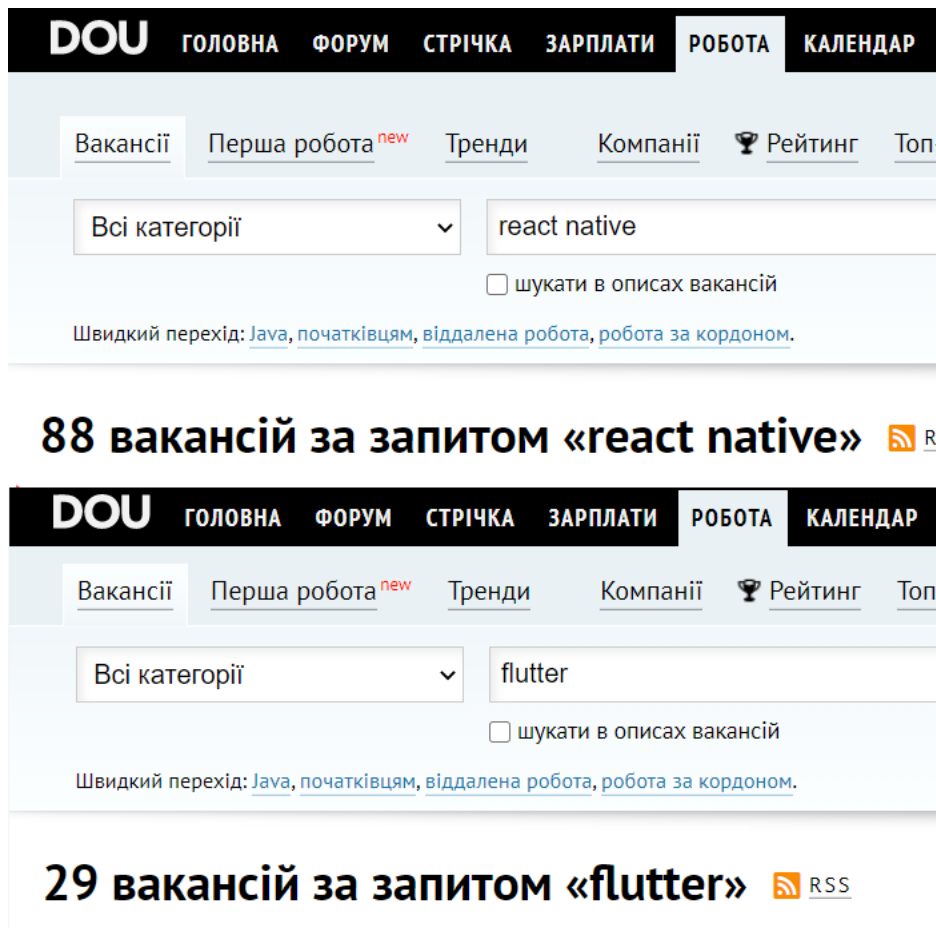 DOU ГОЛОВНА ФОРУМ СТРІЧКА ЗАРПЛАТИ РОБОТА КАЛЕНДАР
Вакансії Перша робота new Тренди Компанії Рейтинг Топ-
Всі категорії react native
шукати в описах вакансій
Швидкий перехід: Java, початківцям, віддалена робота, робота за кордоном.
88 вакансій за запитом «react native» R
DOU ГОЛОВНА ФОРУМ СТРІЧКА ЗАРПЛАТИ РОБОТА КАЛЕНДАР
Вакансії Перша робота new Тренди Компанії Рейтинг Топ
Всі категорії flutter
шукати в описах вакансій
Швидкий перехід: Java, початківцям, віддалена робота, робота за кордоном.
29 вакансій за запитом «flutter» RSS